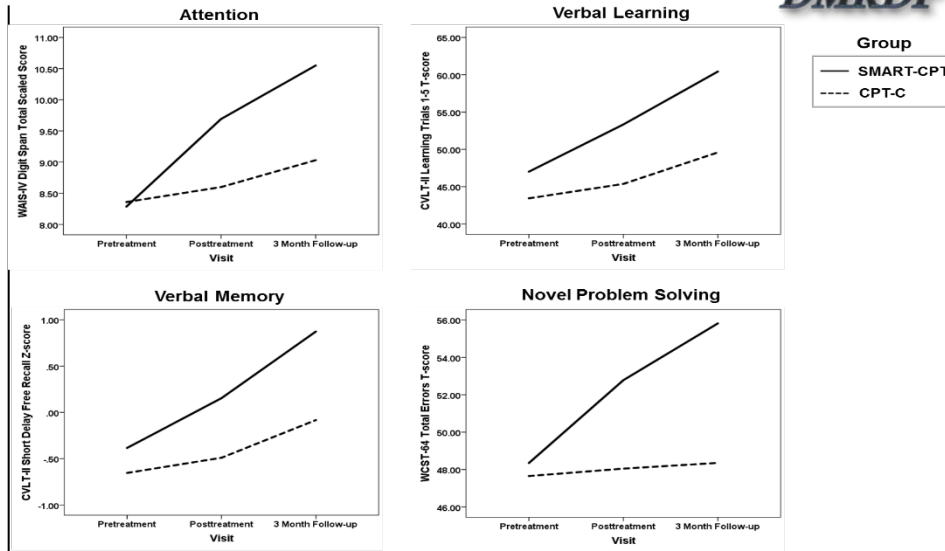 DMRDP
Attention
WAIS-IV Digit Span Total Scaled Score
11.00
10.50
10.00
9.50
9.00
8.50
8.00
Pretreatment Posttreatment 3 Month Follow-up
Visit
Verbal Learning
CVLT-II Learning Trials 1-5 T-score
65.00
60.00
55.00
50.00
45.00
40.00
Pretreatment Posttreatment 3 Month Follow-up
Visit
Group
SMART-CPT
CPT-C
Verbal Memory
CVLT-II Short Delay Free Recall Z-score
1.00
.50
.00
-.50
-1.00
Pretreatment Posttreatment 3 Month Follow-up
Visit
Novel Problem Solving
WCST-64 Total Errors T-score
56.00
54.00
52.00
50.00
48.00
46.00
Pretreatment Posttreatment 3 Month Follow-up
Visit